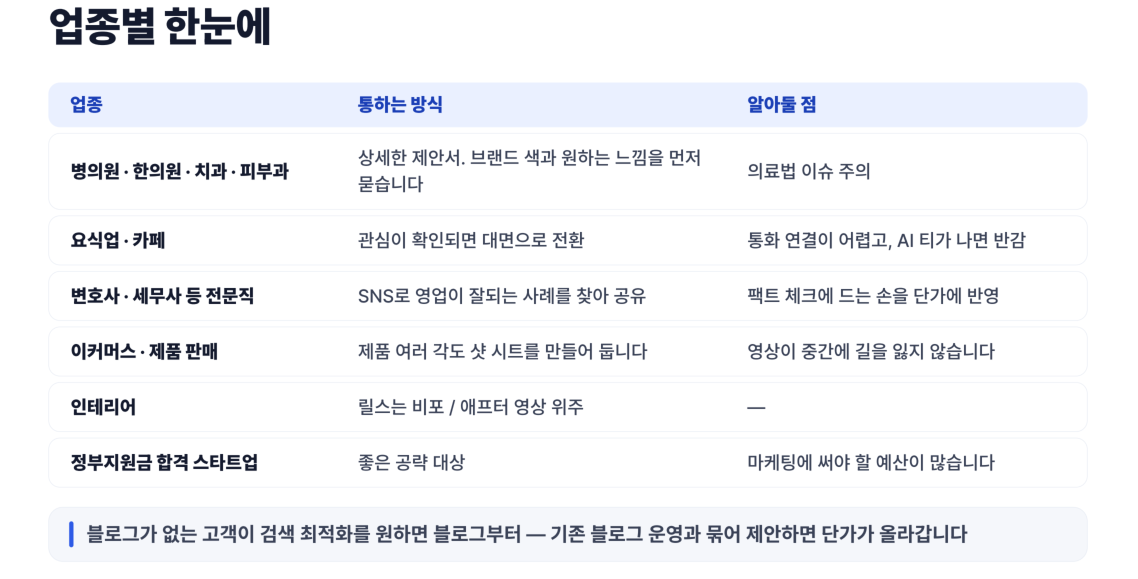 업종별 한눈에
업종 통하는 방식 알아둘 점
병의원 · 한의원 · 치과 · 피부과 상세한 제안서. 브랜드 색과 원하는 느낌을 먼저 묻습니다 의료법 이슈 주의
요식업 · 카페 관심이 확인되면 대면으로 전환 통화 연결이 어렵고, AI 티가 나면 반감
변호사 · 세무사 등 전문직 SNS로 영업이 잘되는 사례를 찾아 공유 팩트 체크에 드는 손을 단가에 반영
이커머스 · 제품 판매 제품 여러 각도 샷 시트를 만들어 둡니다 영상이 중간에 길을 잃지 않습니다
인테리어 릴스는 비포 / 애프터 영상 위주 —
정부지원금 합격 스타트업 좋은 공략 대상 마케팅에 써야 할 예산이 많습니다
블로그가 없는 고객이 검색 최적화를 원하면 블로그부터 — 기존 블로그 운영과 묶어 제안하면 단가가 올라갑니다